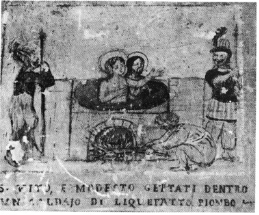 S. VITO, E MODESTO GETTATI DENTRO
UN CALDAJO DI LIQUEFATTO PIOMBO